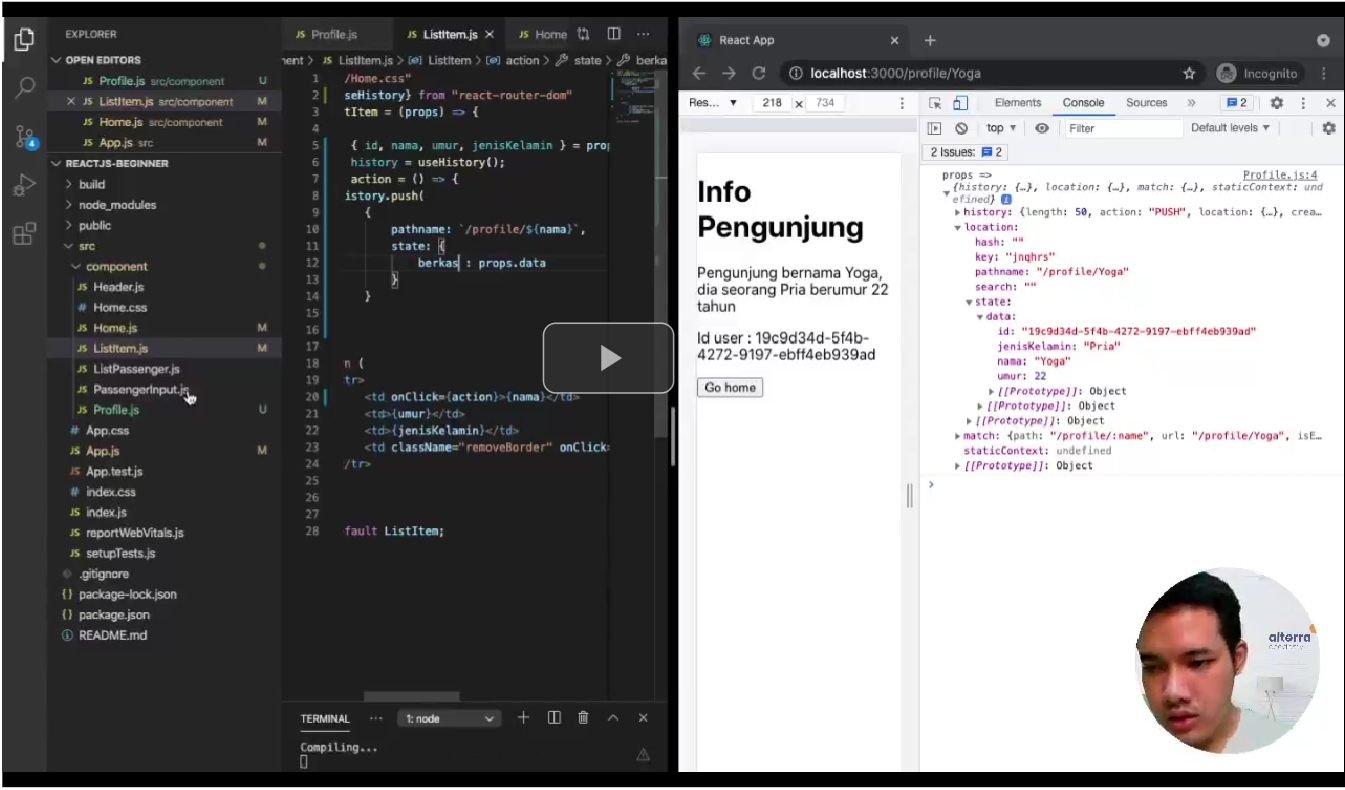 EXPLORER
OPEN EDITORS
JS Profile.js src/component U
JS ListItem.js src/component M
JS Home.js src/component M
JS App.js src M
REACTJS-BEGINNER
build
node_modules
public
src
component
JS Header.js
# Home.css
JS Home.js M
JS ListItem.js M
JS ListPassenger.js
JS PassengerInput.js
JS Profile.js U
# App.css
JS App.js M
JS App.test.js
# index.css
JS index.js
JS reportWebVitals.js
JS setupTests.js
.gitignore
{} package-lock.json
{} package.json
README.md
4
JS Profile.js JS ListItem.js JS Home
nent > JS ListItem.js > ListItem > action > state > berka
1 /Home.css"
2 seHistory} from "react-router-dom"
3 tItem = (props) => {
4
5 { id, nama, umur, jenisKelamin } = prop
6 history = useHistory();
7 action = () => {
8 istory.push(
9 {
10 pathname: `/profile/${nama}`,
11 state: {
12 berkas : props.data
13 }
14 }
15
16
17
18 n (
19 tr>
20 <td onClick={action}>{nama}</td>
21 <td>{umur}</td>
22 <td>{jenisKelamin}</td>
23 <td className="removeBorder" onClick=
24 /tr>
25
26
27
28 fault ListItem;
TERMINAL ... 1: node
Compiling...
React App
localhost:3000/profile/Yoga Incognito
Res... 218 x 734
Info
Pengunjung
Pengunjung bernama Yoga,
dia seorang Pria berumur 22
tahun
Id user : 19c9d34d-5f4b-
4272-9197-ebff4eb939ad
Go home
Elements Console Sources » 2
top Filter Default levels
2 Issues: 2
props => Profile.js:4
{history: {…}, location: {…}, match: {…}, staticContext: und
efined} i
history: {length: 50, action: "PUSH", location: {…}, crea…
location:
hash: ""
key: "jnqhrs"
pathname: "/profile/Yoga"
search: ""
state:
data:
id: "19c9d34d-5f4b-4272-9197-ebff4eb939ad"
jenisKelamin: "Pria"
nama: "Yoga"
umur: 22
[[Prototype]]: Object
[[Prototype]]: Object
[[Prototype]]: Object
match: {path: "/profile/:name", url: "/profile/Yoga", isE…
staticContext: undefined
[[Prototype]]: Object
alterra
academy